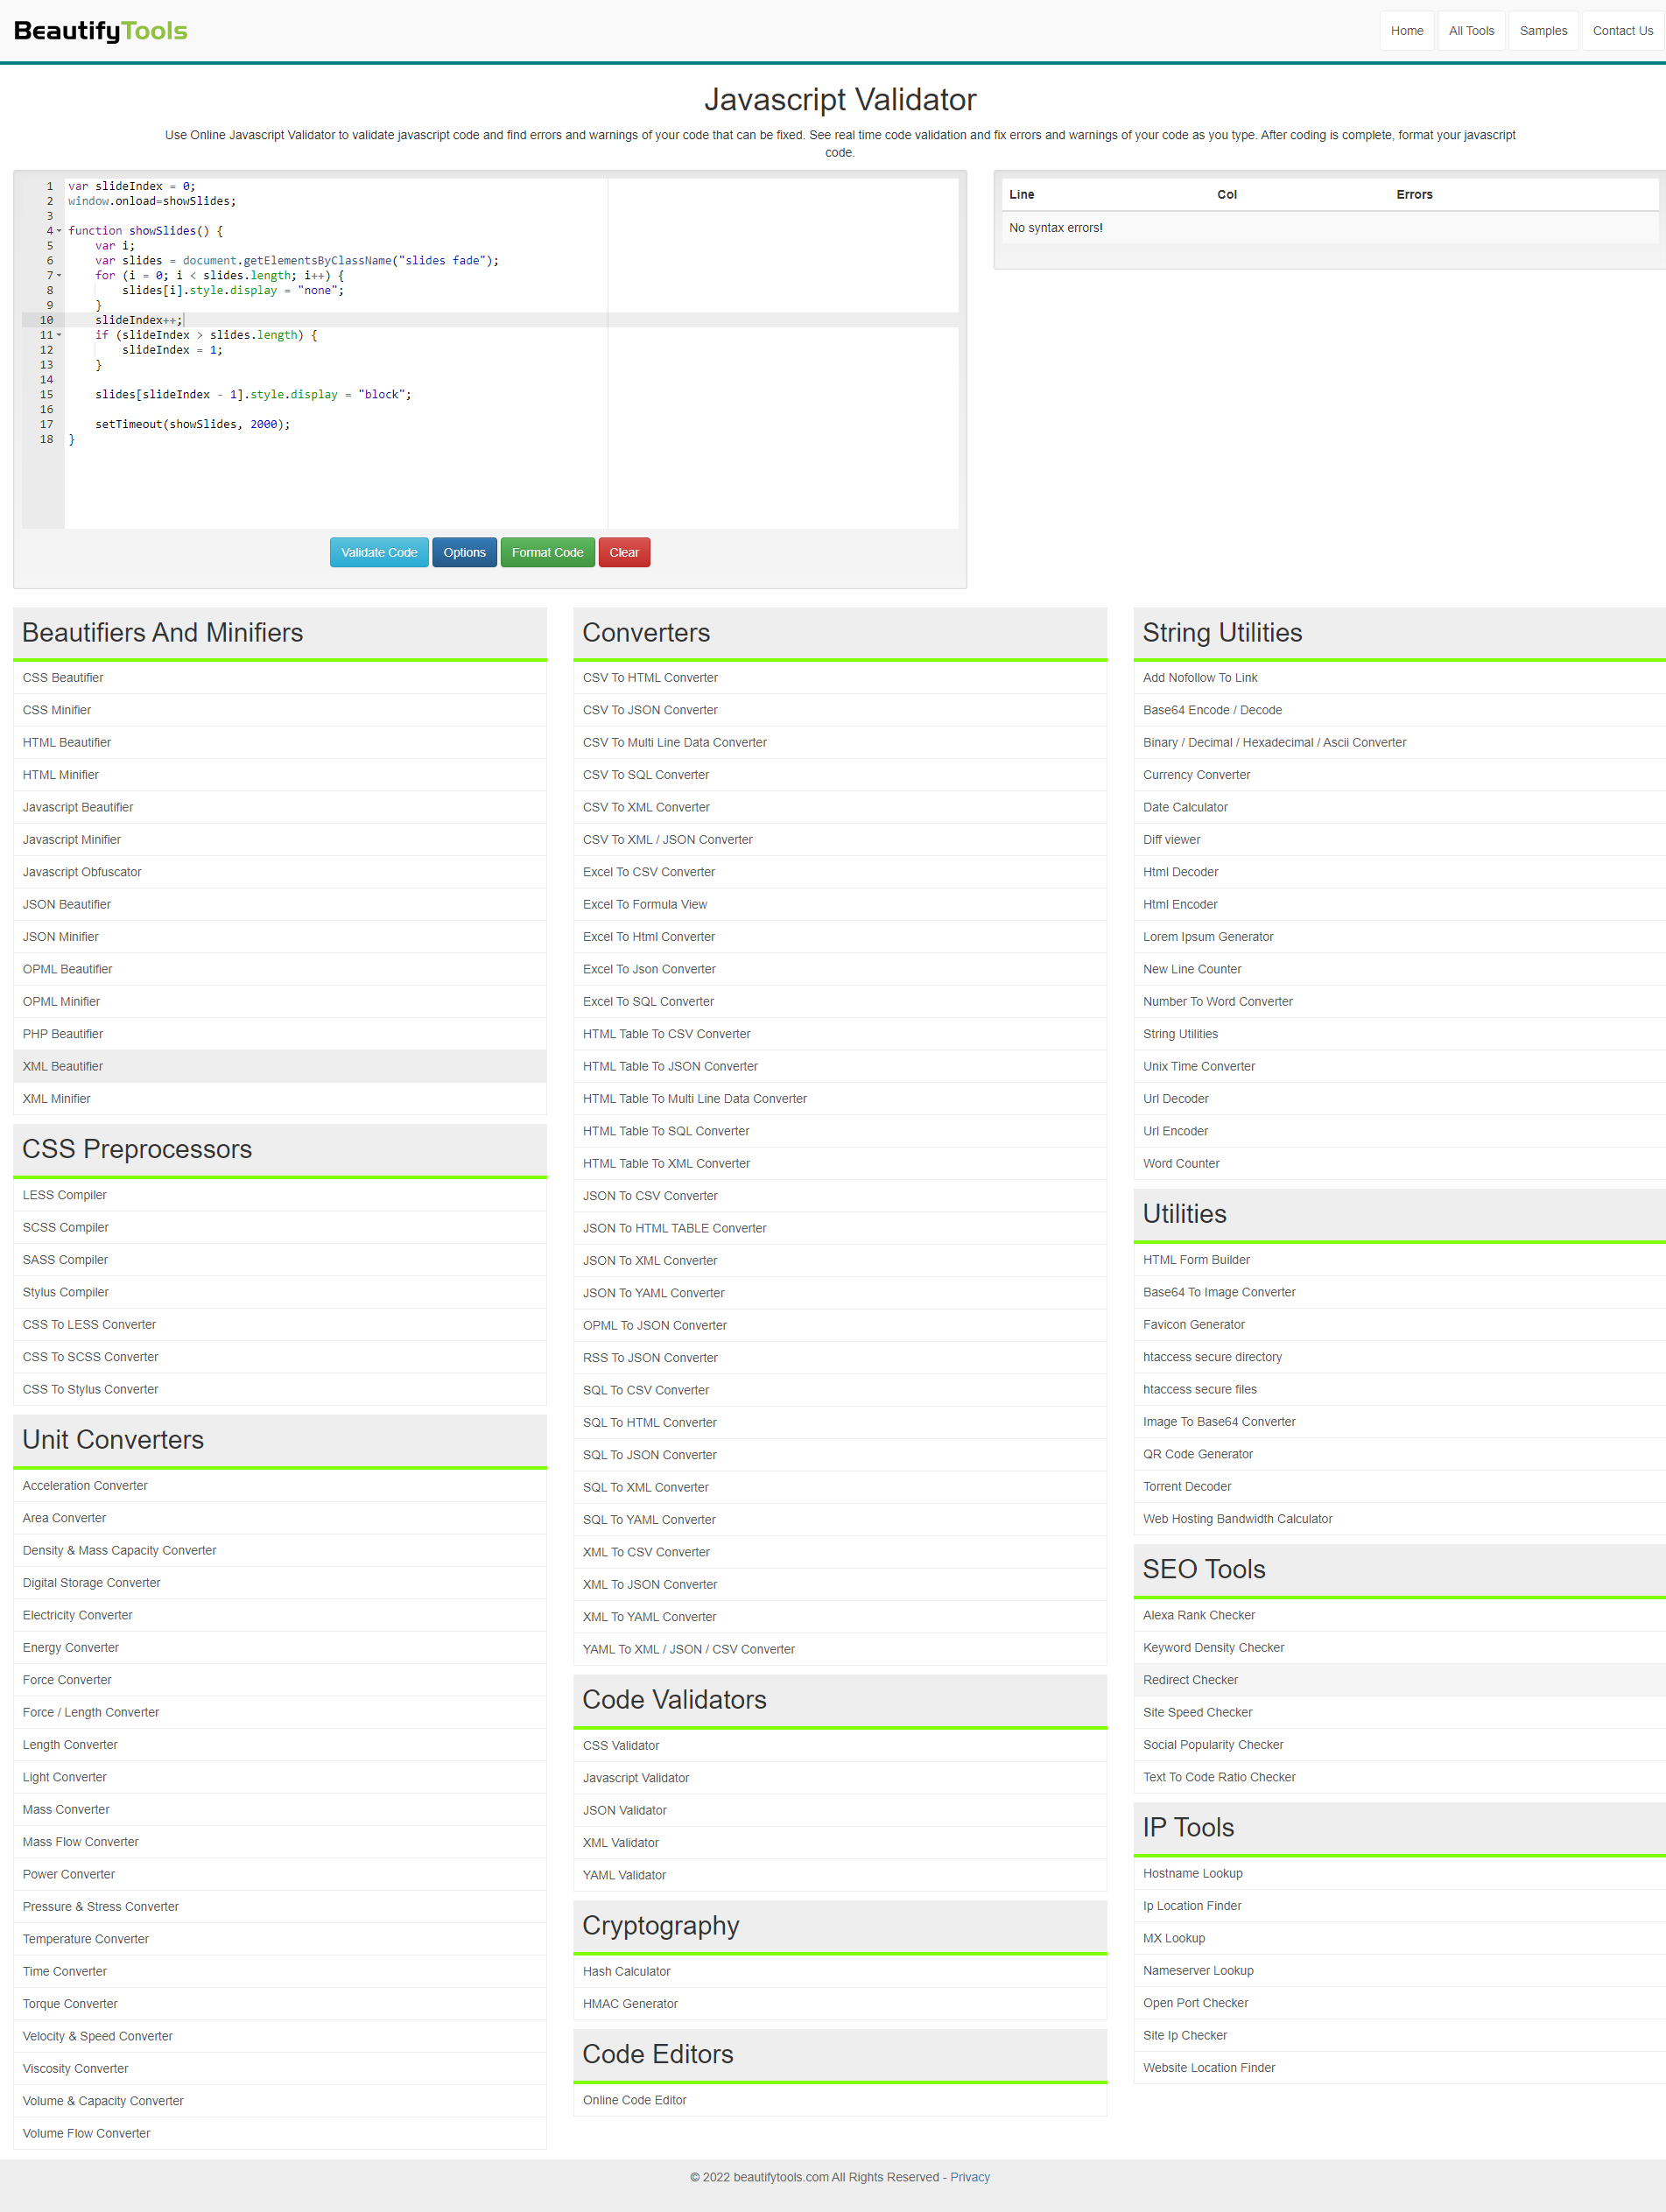 BeautifyTools
Home
All Tools
Samples
Contact Us
Javascript Validator
Use Online Javascript Validator to validate javascript code and find errors and warnings of your code that can be fixed. See real time code validation and fix errors and warnings of your code as you type. After coding is complete, format your javascript
code.
1 var slideIndex = 0;
2 window.onload=showSlides;
3
4 function showSlides() {
5 var i;
6 var slides = document.getElementsByClassName("slides fade");
7 for (i = 0; i < slides.length; i++) {
8 slides[i].style.display = "none";
9 }
10 slideIndex++;
11 if (slideIndex > slides.length) {
12 slideIndex = 1;
13 }
14
15 slides[slideIndex - 1].style.display = "block";
16
17 setTimeout(showSlides, 2000);
18 }
Validate Code
Options
Format Code
Clear
Line Col Errors
No syntax errors!
Beautifiers And Minifiers
CSS Beautifier
CSS Minifier
HTML Beautifier
HTML Minifier
Javascript Beautifier
Javascript Minifier
Javascript Obfuscator
JSON Beautifier
JSON Minifier
OPML Beautifier
OPML Minifier
PHP Beautifier
XML Beautifier
XML Minifier
CSS Preprocessors
LESS Compiler
SCSS Compiler
SASS Compiler
Stylus Compiler
CSS To LESS Converter
CSS To SCSS Converter
CSS To Stylus Converter
Unit Converters
Acceleration Converter
Area Converter
Density & Mass Capacity Converter
Digital Storage Converter
Electricity Converter
Energy Converter
Force Converter
Force / Length Converter
Length Converter
Light Converter
Mass Converter
Mass Flow Converter
Power Converter
Pressure & Stress Converter
Temperature Converter
Time Converter
Torque Converter
Velocity & Speed Converter
Viscosity Converter
Volume & Capacity Converter
Volume Flow Converter
Converters
CSV To HTML Converter
CSV To JSON Converter
CSV To Multi Line Data Converter
CSV To SQL Converter
CSV To XML Converter
CSV To XML / JSON Converter
Excel To CSV Converter
Excel To Formula View
Excel To Html Converter
Excel To Json Converter
Excel To SQL Converter
HTML Table To CSV Converter
HTML Table To JSON Converter
HTML Table To Multi Line Data Converter
HTML Table To SQL Converter
HTML Table To XML Converter
JSON To CSV Converter
JSON To HTML TABLE Converter
JSON To XML Converter
JSON To YAML Converter
OPML To JSON Converter
RSS To JSON Converter
SQL To CSV Converter
SQL To HTML Converter
SQL To JSON Converter
SQL To XML Converter
SQL To YAML Converter
XML To CSV Converter
XML To JSON Converter
XML To YAML Converter
YAML To XML / JSON / CSV Converter
Code Validators
CSS Validator
Javascript Validator
JSON Validator
XML Validator
YAML Validator
Cryptography
Hash Calculator
HMAC Generator
Code Editors
Online Code Editor
String Utilities
Add Nofollow To Link
Base64 Encode / Decode
Binary / Decimal / Hexadecimal / Ascii Converter
Currency Converter
Date Calculator
Diff viewer
Html Decoder
Html Encoder
Lorem Ipsum Generator
New Line Counter
Number To Word Converter
String Utilities
Unix Time Converter
Url Decoder
Url Encoder
Word Counter
Utilities
HTML Form Builder
Base64 To Image Converter
Favicon Generator
htaccess secure directory
htaccess secure files
Image To Base64 Converter
QR Code Generator
Torrent Decoder
Web Hosting Bandwidth Calculator
SEO Tools
Alexa Rank Checker
Keyword Density Checker
Redirect Checker
Site Speed Checker
Social Popularity Checker
Text To Code Ratio Checker
IP Tools
Hostname Lookup
Ip Location Finder
MX Lookup
Nameserver Lookup
Open Port Checker
Site Ip Checker
Website Location Finder
© 2022 beautifytools.com All Rights Reserved - Privacy